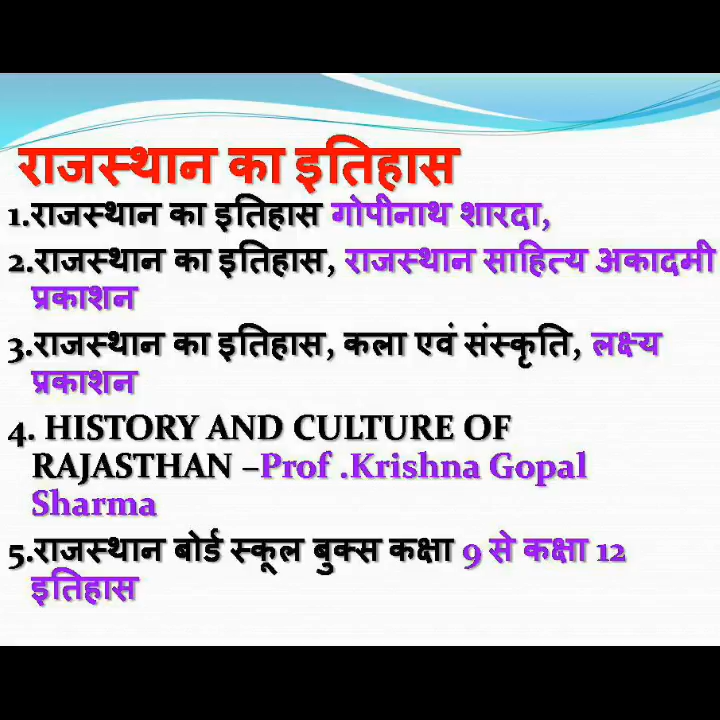 राजस्थान का इतिहास
1.राजस्थान का इतिहास गोपीनाथ शारदा,
2.राजस्थान का इतिहास, राजस्थान साहित्य अकादमी
प्रकाशन
3.राजस्थान का इतिहास, कला एवं संस्कृति, लक्ष्य
प्रकाशन
4. HISTORY AND CULTURE OF
RAJASTHAN –Prof .Krishna Gopal
Sharma
5.राजस्थान बोर्ड स्कूल बुक्स कक्षा 9 से कक्षा 12
इतिहास